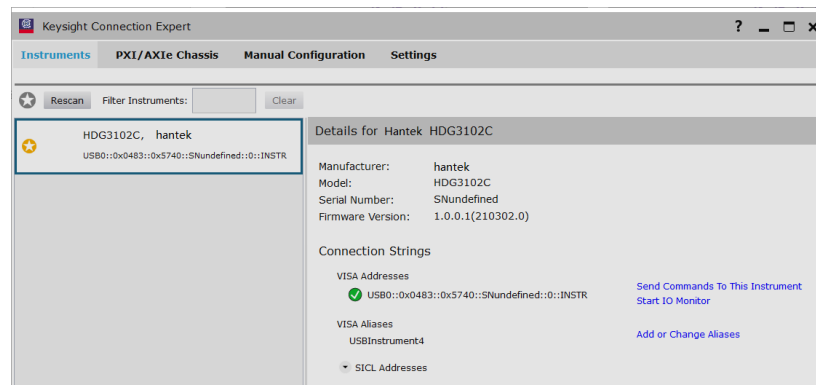 Keysight Connection Expert
Instruments PXI/AXIe Chassis Manual Configuration Settings
Rescan Filter Instruments: Clear
HDG3102C, hantek
USB0::0x0483::0x5740::SNundefined::0::INSTR
Details for Hantek HDG3102C
Manufacturer: hantek
Model: HDG3102C
Serial Number: SNundefined
Firmware Version: 1.0.0.1(210302.0)
Connection Strings
VISA Addresses
USB0::0x0483::0x5740::SNundefined::0::INSTR
Send Commands To This Instrument
Start IO Monitor
VISA Aliases
USBInstrument4
Add or Change Aliases
SICL Addresses